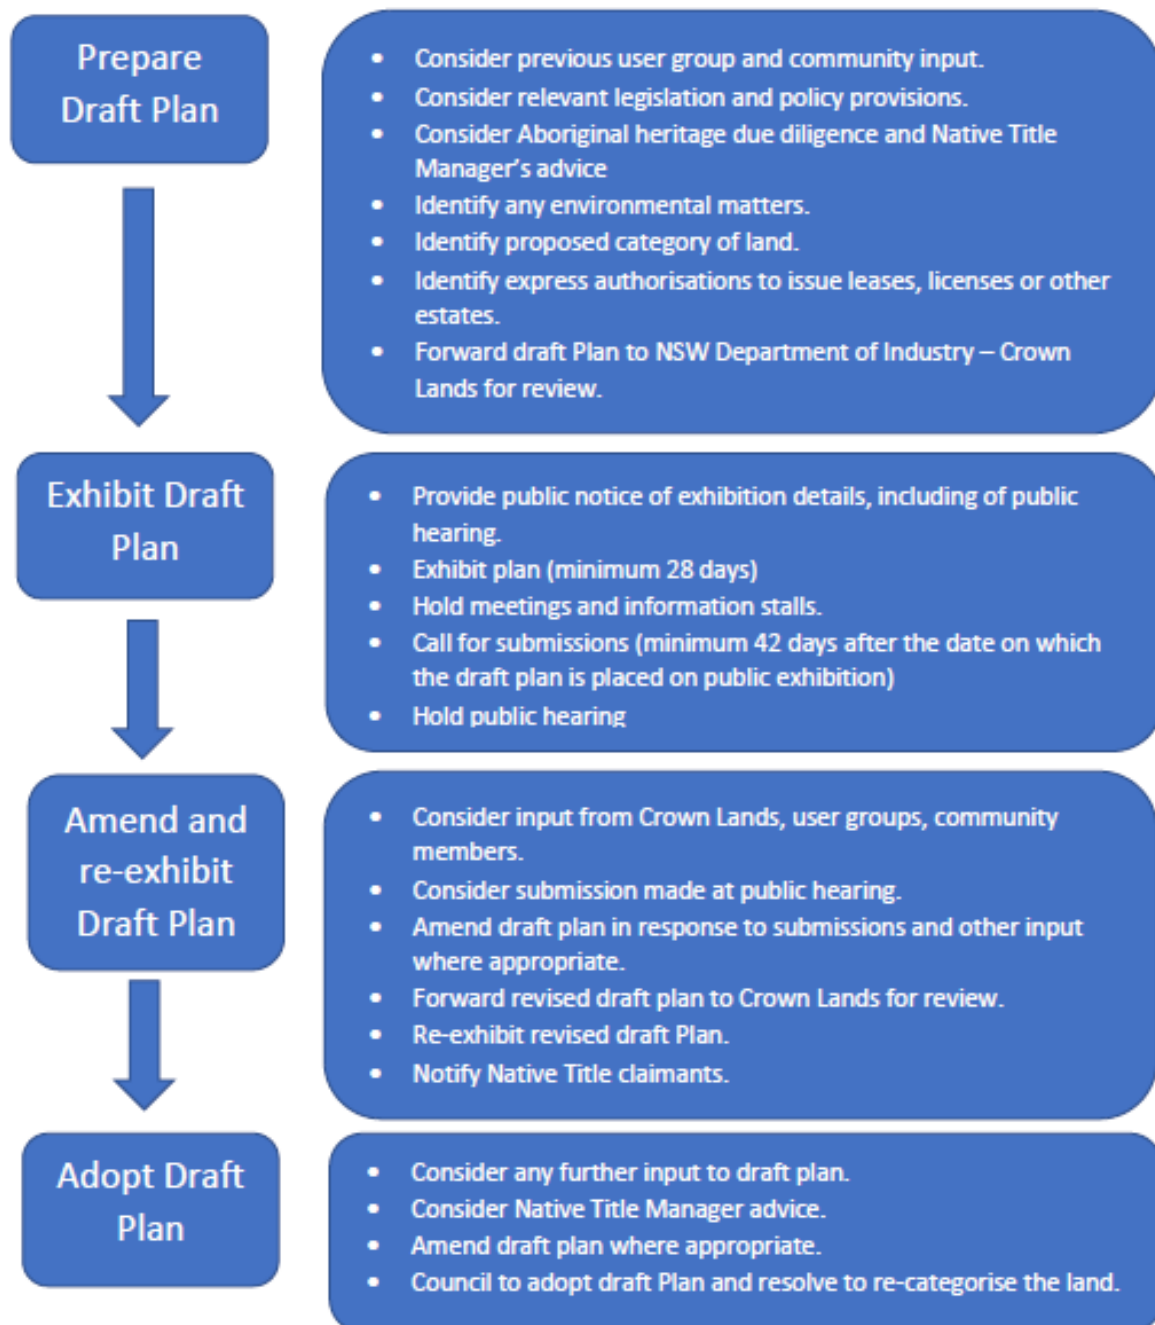 Prepare
Draft Plan
• Consider previous user group and community input.
• Consider relevant legislation and policy provisions.
• Consider Aboriginal heritage due diligence and Native Title
Manager's advice
• Identify any environmental matters.
• Identify proposed category of land.
• Identify express authorisations to issue leases, licenses or other
estates.
• Forward draft Plan to NSW Department of Industry – Crown
Lands for review.
Exhibit Draft
Plan
• Provide public notice of exhibition details, including of public
hearing.
• Exhibit plan (minimum 28 days)
• Hold meetings and information stalls.
• Call for submissions (minimum 42 days after the date on which
the draft plan is placed on public exhibition)
• Hold public hearing
Amend and
re-exhibit
Draft Plan
• Consider input from Crown Lands, user groups, community
members.
• Consider submission made at public hearing.
• Amend draft plan in response to submissions and other input
where appropriate.
• Forward revised draft plan to Crown Lands for review.
• Re-exhibit revised draft Plan.
• Notify Native Title claimants.
Adopt Draft
Plan
• Consider any further input to draft plan.
• Consider Native Title Manager advice.
• Amend draft plan where appropriate.
• Council to adopt draft Plan and resolve to re-categorise the land.